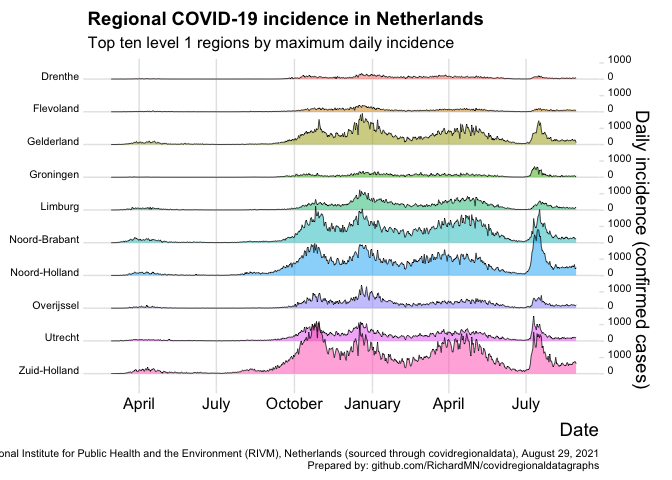 Regional COVID-19 incidence in Netherlands
Top ten level 1 regions by maximum daily incidence
1000
Drenthe 0
1000
Flevoland 0
1000
Gelderland 0
1000
Groningen 0
1000
Limburg 0
1000
Noord-Brabant 0
1000
Noord-Holland 0
1000
Overijssel 0
1000
Utrecht 0
1000
Zuid-Holland 0
Daily incidence (confirmed cases)
April July October January April July
Date
Institute for Public Health and the Environment (RIVM), Netherlands (sourced through covidregionaldata), August 29, 2021
Prepared by: github.com/RichardMN/covidregionaldatagraphs